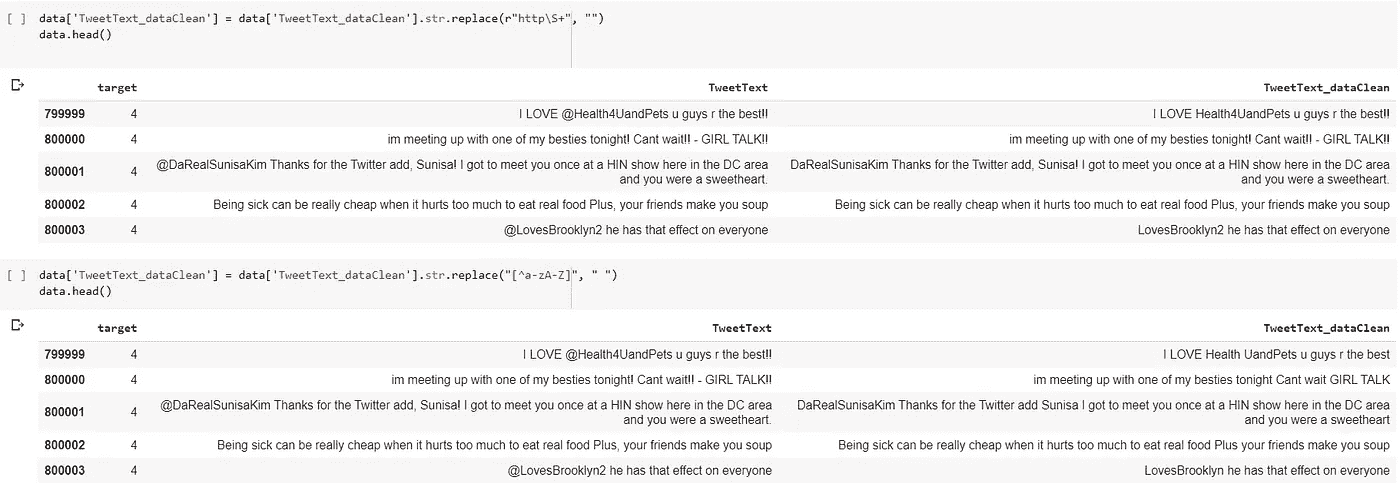 [ ] data['TweetText_dataClean'] = data['TweetText_dataClean'].str.replace(r"http\S+", "")
data.head()
target TweetText TweetText_dataClean
799999 4 I LOVE @Health4UandPets u guys r the best!! I LOVE Health4UandPets u guys r the best!!
800000 4 im meeting up with one of my besties tonight! Cant wait!! - GIRL TALK!! im meeting up with one of my besties tonight! Cant wait!! - GIRL TALK!!
800001 4 @DaRealSunisaKim Thanks for the Twitter add, Sunisa! I got to meet you once at a HIN show here in the DC area DaRealSunisaKim Thanks for the Twitter add, Sunisa! I got to meet you once at a HIN show here in the DC area
and you were a sweetheart. and you were a sweetheart.
800002 4 Being sick can be really cheap when it hurts too much to eat real food Plus, your friends make you soup Being sick can be really cheap when it hurts too much to eat real food Plus, your friends make you soup
800003 4 @LovesBrooklyn2 he has that effect on everyone LovesBrooklyn2 he has that effect on everyone
[ ] data['TweetText_dataClean'] = data['TweetText_dataClean'].str.replace("[^a-zA-Z]", " ")
data.head()
target TweetText TweetText_dataClean
799999 4 I LOVE @Health4UandPets u guys r the best!! I LOVE Health UandPets u guys r the best
800000 4 im meeting up with one of my besties tonight! Cant wait!! - GIRL TALK!! im meeting up with one of my besties tonight Cant wait GIRL TALK
800001 4 @DaRealSunisaKim Thanks for the Twitter add, Sunisa! I got to meet you once at a HIN show here in the DC area DaRealSunisaKim Thanks for the Twitter add Sunisa I got to meet you once at a HIN show here in the DC area
and you were a sweetheart. and you were a sweetheart
800002 4 Being sick can be really cheap when it hurts too much to eat real food Plus, your friends make you soup Being sick can be really cheap when it hurts too much to eat real food Plus your friends make you soup
800003 4 @LovesBrooklyn2 he has that effect on everyone LovesBrooklyn he has that effect on everyone